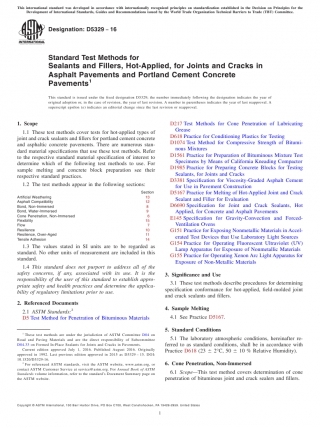 This international standard was developed in accordance with internationally recognized principles on standardization established in the Decision on Principles for the
Development of International Standards, Guides and Recommendations issued by the World Trade Organization Technical Barriers to Trade (TBT) Committee.
Designation: D5329 – 16
Standard Test Methods for
Sealants and Fillers, Hot-Applied, for Joints and Cracks in
Asphalt Pavements and Portland Cement Concrete
Pavements¹
This standard is issued under the fixed designation D5329; the number immediately following the designation indicates the year of
original adoption or, in the case of revision, the year of last revision. A number in parentheses indicates the year of last reapproval. A
superscript epsilon (ε) indicates an editorial change since the last revision or reapproval.
1. Scope
1.1 These test methods cover tests for hot-applied types of
joint and crack sealants and fillers for portland cement concrete
and asphaltic concrete pavements. There are numerous stan-
dard material specifications that use these test methods. Refer
to the respective standard material specification of interest to
determine which of the following test methods to use. For
sample melting and concrete block preparation see their
respective standard practices.
1.2 The test methods appear in the following sections:
Section
Artificial Weathering 15
Asphalt Compatibility 14
Bond, Non-Immersed 8
Bond, Water-Immersed 9
Cone Penetration, Non-Immersed 6
Flexibility 16
Flow 7
Resilience 10
Resilience, Oven-Aged 11
Tensile Adhesion 13
1.3 The values stated in SI units are to be regarded as
standard. No other units of measurement are included in this
standard.
1.4 This standard does not purport to address all of the
safety concerns, if any, associated with its use. It is the
responsibility of the user of this standard to establish appro-
priate safety and health practices and determine the applica-
bility of regulatory limitations prior to use.
2. Referenced Documents
2.1 ASTM Standards:²
D5 Test Method for Penetration of Bituminous Materials
¹ These test methods are under the jurisdiction of ASTM Committee D04 on
Road and Paving Materials and are the direct responsibility of Subcommittee
D04.33 on Formed In-Place Sealants for Joints and Cracks in Pavements.
Current edition approved July 1, 2016. Published August 2016. Originally
approved in 1992. Last previous edition approved in 2015 as D5329 – 15. DOI:
10.1520/D5329-16.
² For referenced ASTM standards, visit the ASTM website, www.astm.org, or
contact ASTM Customer Service at service@astm.org. For Annual Book of ASTM
Standards volume information, refer to the standard's Document Summary page on
the ASTM website.
D217 Test Methods for Cone Penetration of Lubricating
Grease
D618 Practice for Conditioning Plastics for Testing
D1074 Test Method for Compressive Strength of Bitumi-
nous Mixtures
D1561 Practice for Preparation of Bituminous Mixture Test
Specimens by Means of California Kneading Compactor
D1985 Practice for Preparing Concrete Blocks for Testing
Sealants, for Joints and Cracks
D3381 Specification for Viscosity-Graded Asphalt Cement
for Use in Pavement Construction
D5167 Practice for Melting of Hot-Applied Joint and Crack
Sealant and Filler for Evaluation
D6690 Specification for Joint and Crack Sealants, Hot
Applied, for Concrete and Asphalt Pavements
E145 Specification for Gravity-Convection and Forced-
Ventilation Ovens
G151 Practice for Exposing Nonmetallic Materials in Accel-
erated Test Devices that Use Laboratory Light Sources
G154 Practice for Operating Fluorescent Ultraviolet (UV)
Lamp Apparatus for Exposure of Nonmetallic Materials
G155 Practice for Operating Xenon Arc Light Apparatus for
Exposure of Non-Metallic Materials
3. Significance and Use
3.1 These test methods describe procedures for determining
specification conformance for hot-applied, field-molded joint
and crack sealants and fillers.
4. Sample Melting
4.1 See Practice D5167.
5. Standard Conditions
5.1 The laboratory atmospheric conditions, hereinafter re-
ferred to as standard conditions, shall be in accordance with
Practice D618 (23 ± 2°C, 50 ± 10 % Relative Humidity).
6. Cone Penetration, Non-Immersed
6.1 Scope—This test method covers determination of cone
penetration of bituminous joint and crack sealers and fillers.
Copyright © ASTM International, 100 Barr Harbor Drive, PO Box C700, West Conshohocken, PA 19428-2959. United States
1